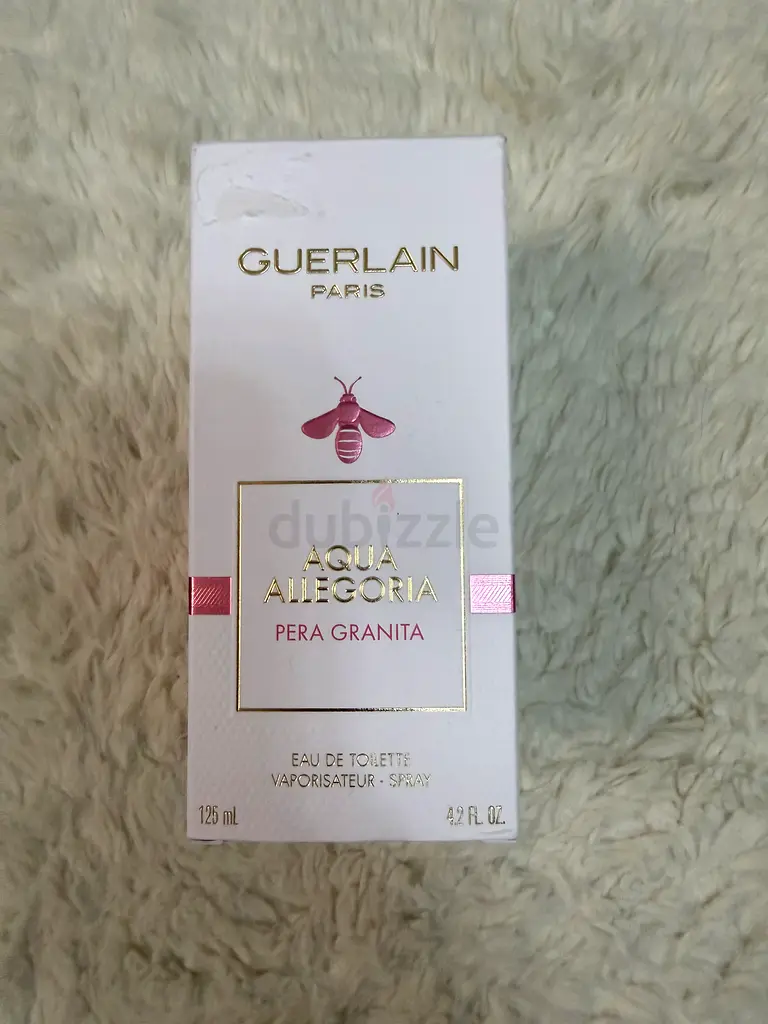 GUERLAIN
PARIS
dubizzle
AQUA
ALLEGORIA
PERA GRANITA
EAU DE TOILETTE
VAPORISATEUR - SPRAY
125 mL 4.2 FL. OZ.